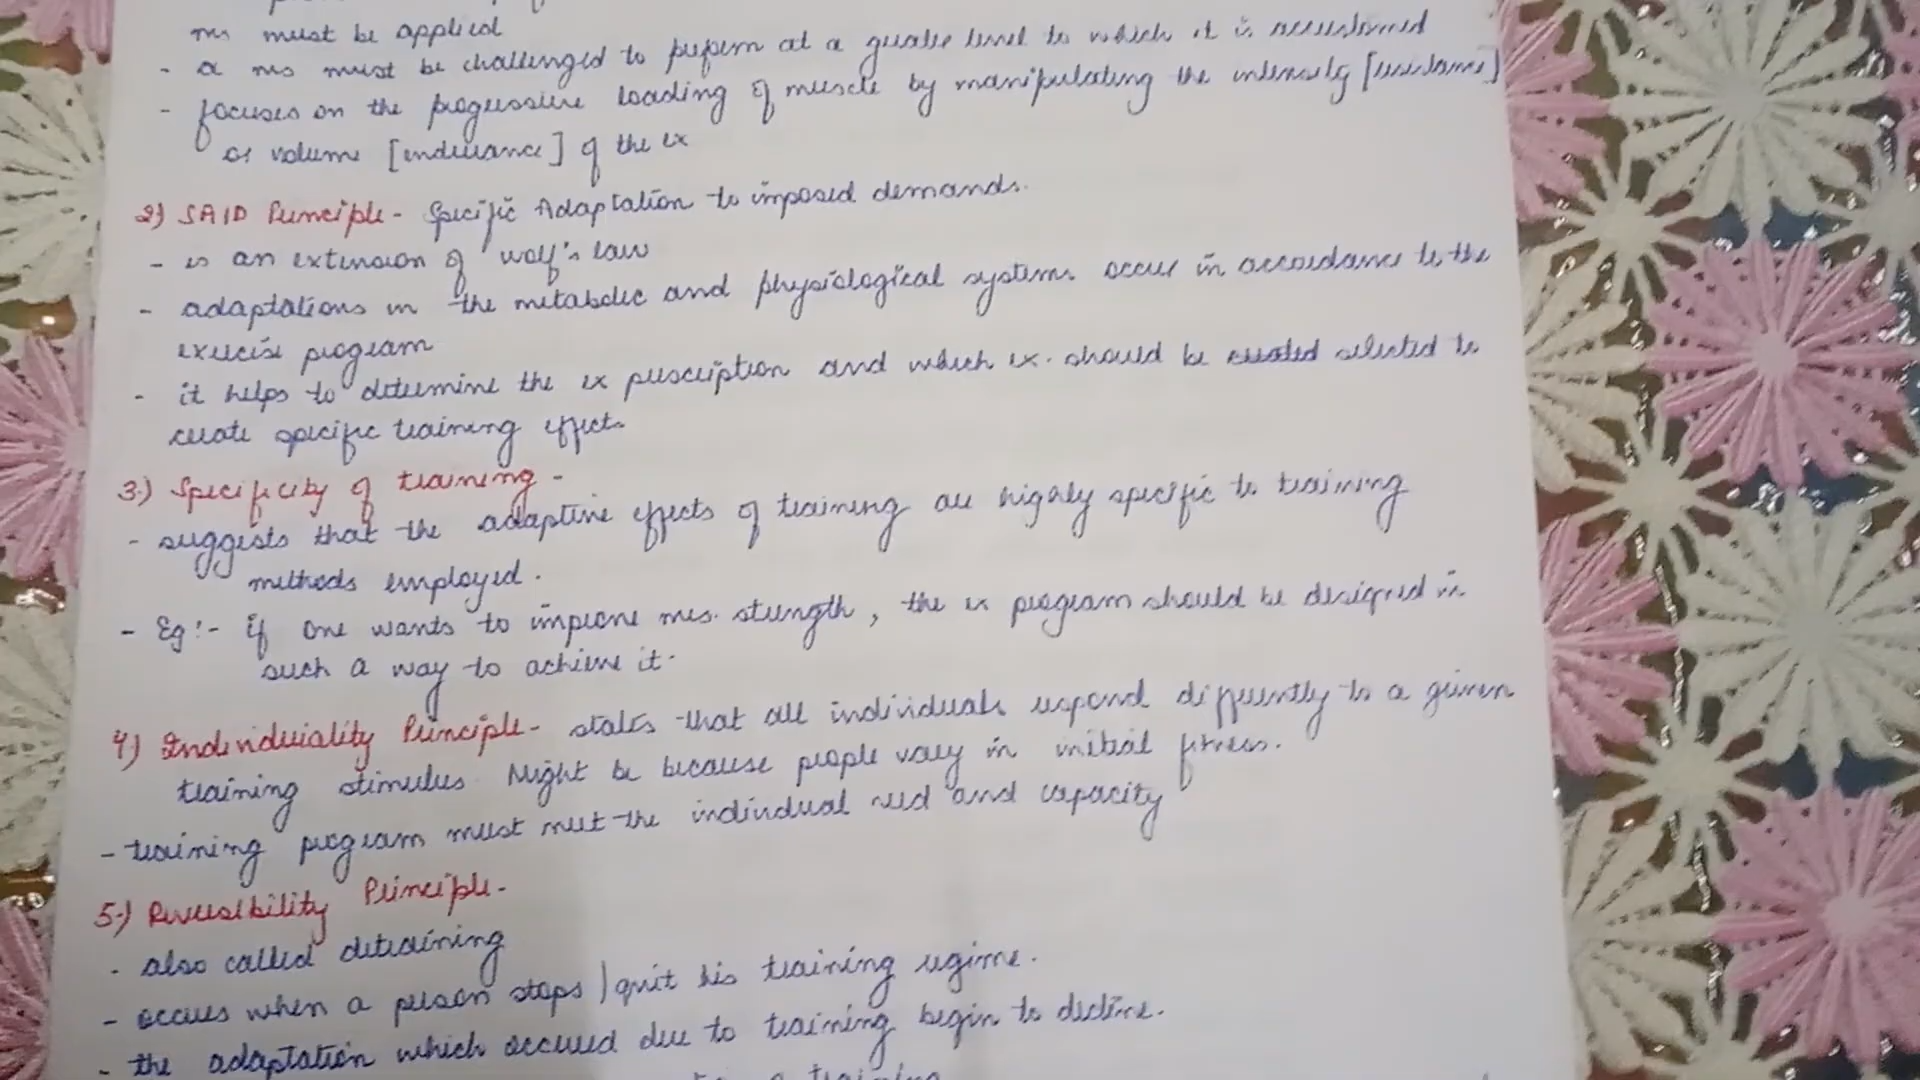 ms must be applied
- a ms must be challenged to perform at a greater level to which it is accustomed
- focuses on the progressive loading of muscle by manipulating the intensity [resistance]
or volume [endurance] of the ex
2) SAID Principle - Specific Adaptation to imposed demands.
- is an extension of wolf's law
- adaptations in the metabolic and physiological systems occur in accordance to the
exercise program
- it helps to determine the ex prescription and which ex. should be selected to
create specific training effect.
3.) Specificity of training -
- suggests that the adaptive effects of training are highly specific to training
methods employed.
- Eg:- if one wants to improve mus. strength, the ex program should be designed in
such a way to achieve it.
4) Individuiality Principle - states that all individuals respond differently to a given
training stimulus. Might be because people vary in initial fitness.
- training program must meet the individual need and capacity
5.) Reversibility Principle -
- also called detraining
- occurs when a person stops / quit his training regime.
- the adaptation which occured due to training begin to decline.
training